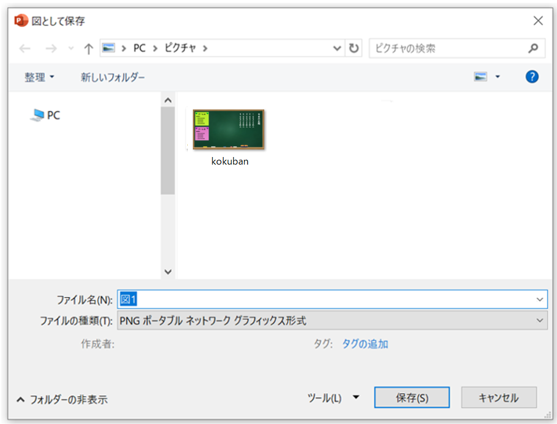 図として保存
PC
ピクチャ
ピクチャの検索
整理
新しいフォルダー
PC
kokuban
ファイル名(N):
図1
ファイルの種類(T):
PNG ポータブル ネットワーク グラフィックス形式
作成者:
タグ:
タグの追加
フォルダーの非表示
ツール(L)
保存(S)
キャンセル